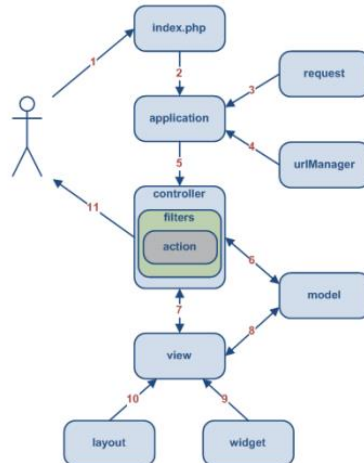 index.php
1
2
request
3
application
4
urlManager
5
controller
filters
11
action
6
model
7
8
view
10
9
layout
widget